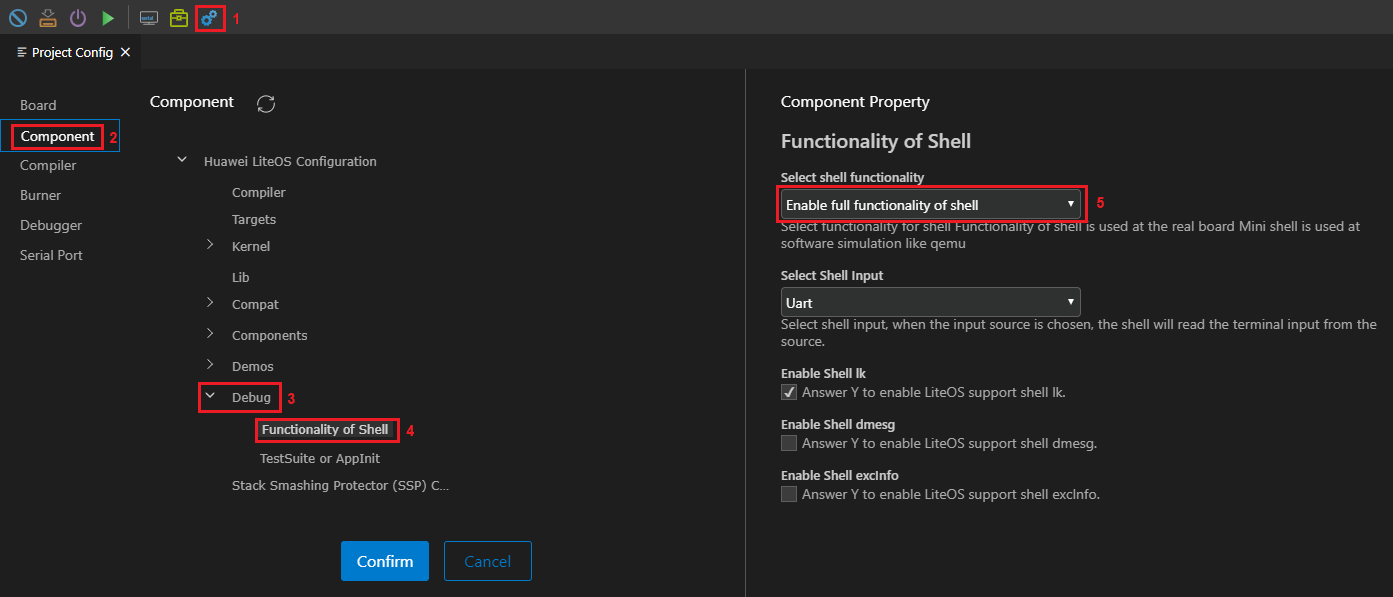 serial
1
Project Config
Board
Component 2
Compiler
Burner
Debugger
Serial Port
Component
Huawei LiteOS Configuration
Compiler
Targets
Kernel
Lib
Compat
Components
Demos
Debug 3
Functionality of Shell 4
TestSuite or AppInit
Stack Smashing Protector (SSP) C...
Confirm
Cancel
Component Property
Functionality of Shell
Select shell functionality
Enable full functionality of shell 5
Select functionality for shell Functionality of shell is used at the real board Mini shell is used at
software simulation like qemu
Select Shell Input
Uart
Select shell input, when the input source is chosen, the shell will read the terminal input from the
source.
Enable Shell lk
Answer Y to enable LiteOS support shell lk.
Enable Shell dmesg
Answer Y to enable LiteOS support shell dmesg.
Enable Shell excInfo
Answer Y to enable LiteOS support shell excInfo.